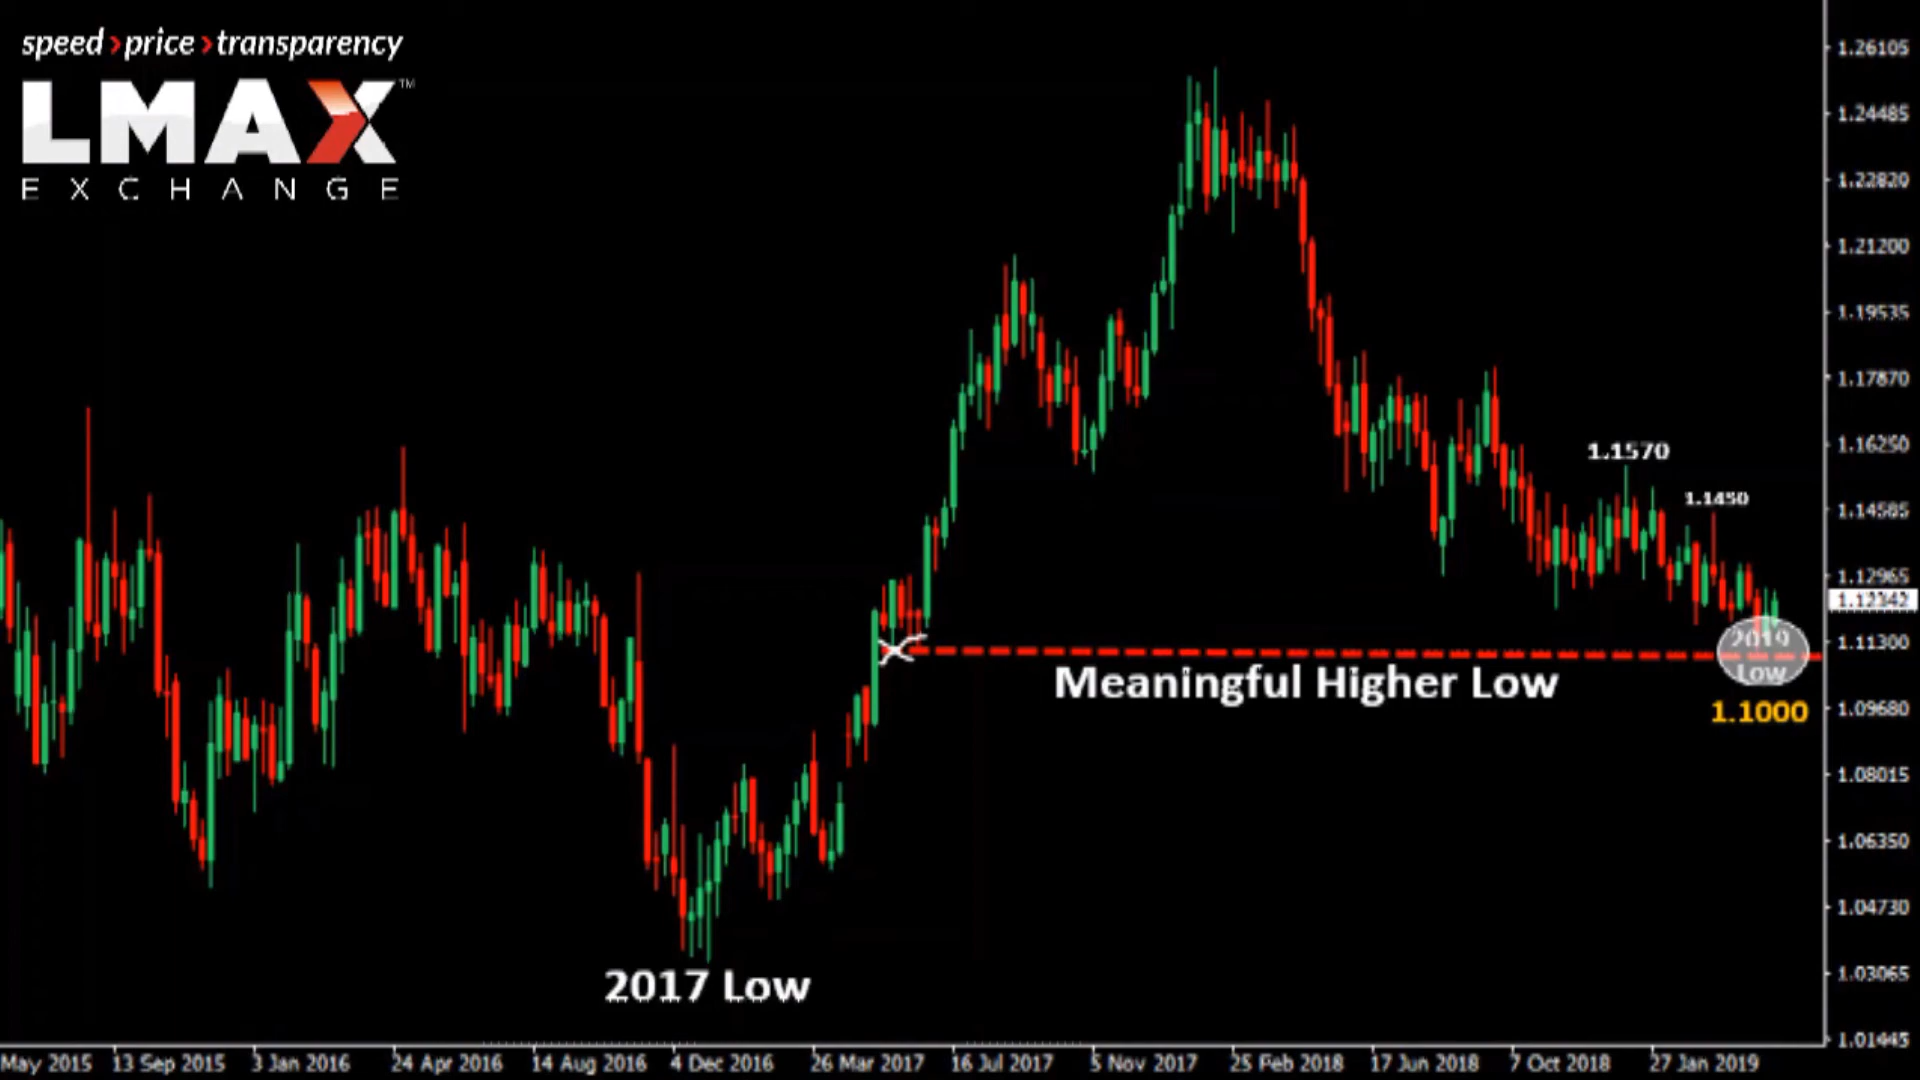 speed›price›transparency
LMAX™
EXCHANGE
1.26105
1.24485
1.22820
1.21200
1.19535
1.17870
1.16250
1.1570
1.1450
1.14585
1.12965
2019
1.11300
Low
Meaningful Higher Low
1.1000
1.09680
1.08015
1.06350
1.04730
1.03065
2017 Low
1.01445
May 2015 13 Sep 2015 3 Jan 2016 24 Apr 2016 14 Aug 2016 4 Dec 2016 26 Mar 2017 16 Jul 2017 5 Nov 2017 25 Feb 2018 17 Jun 2018 7 Oct 2018 27 Jan 2019